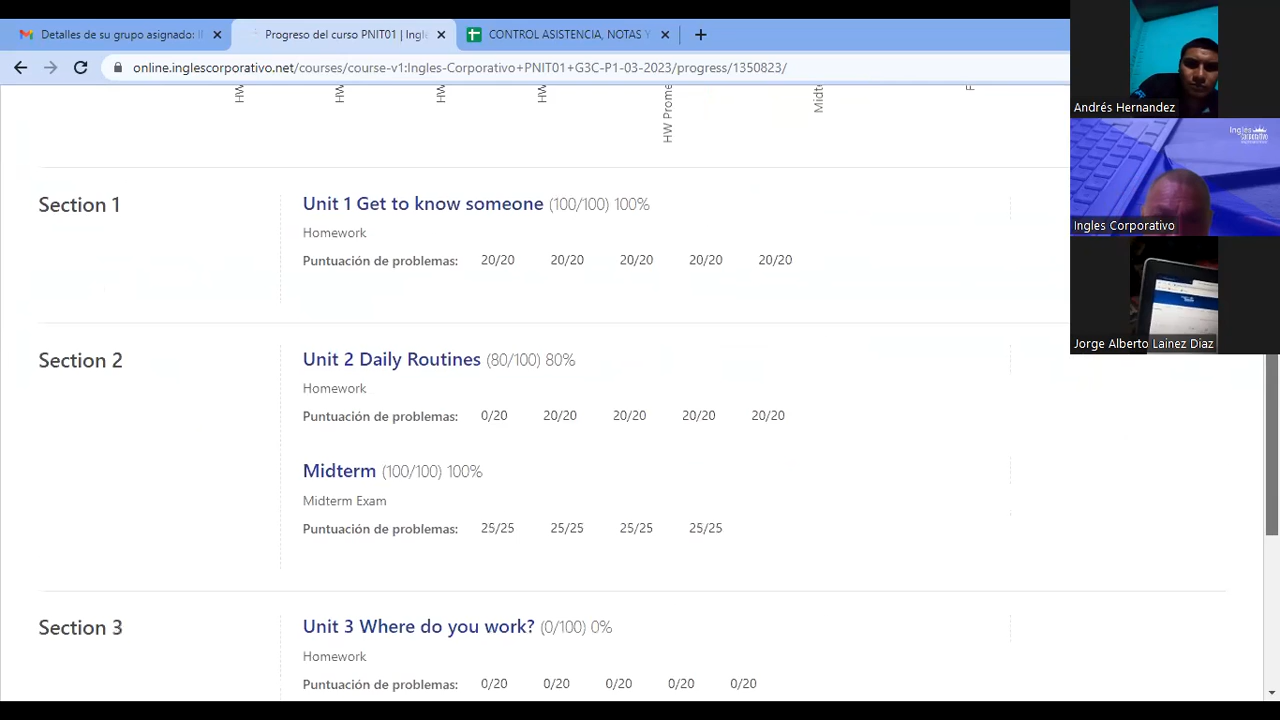 Detalles de su grupo asignado: II
Progreso del curso PNIT01 | Ingl
CONTROL ASISTENCIA, NOTAS Y
online.inglescorporativo.net/courses/course-v1:Ingles-Corporativo+PNIT01+G3C-P1-03-2023/progress/1350823/
HW
HW
HW
HW
HW Prome
Midte
F
Section 1
Unit 1 Get to know someone (100/100) 100%
Homework
Puntuación de problemas: 20/20 20/20 20/20 20/20 20/20
Section 2
Unit 2 Daily Routines (80/100) 80%
Homework
Puntuación de problemas: 0/20 20/20 20/20 20/20 20/20
Midterm (100/100) 100%
Midterm Exam
Puntuación de problemas: 25/25 25/25 25/25 25/25
Section 3
Unit 3 Where do you work? (0/100) 0%
Homework
Puntuación de problemas: 0/20 0/20 0/20 0/20 0/20
Andrés Hernandez
Ingles
CORPORATIVO
Ingles Corporativo
Jorge Alberto Laínez Diaz